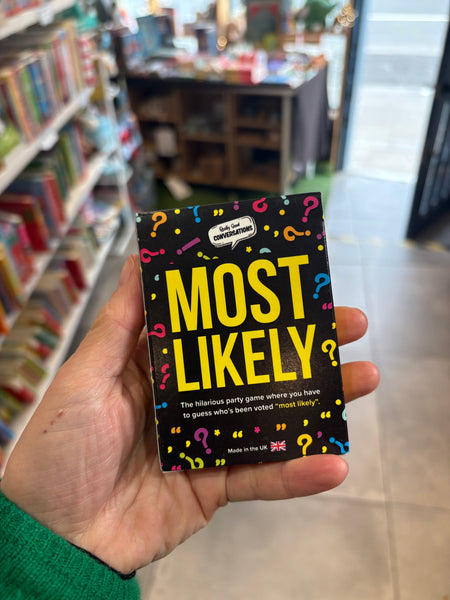 Really Good
CONVERSATIONS
MOST
LIKELY
The hilarious party game where you have
to guess who's been voted "most likely".
Made in the UK